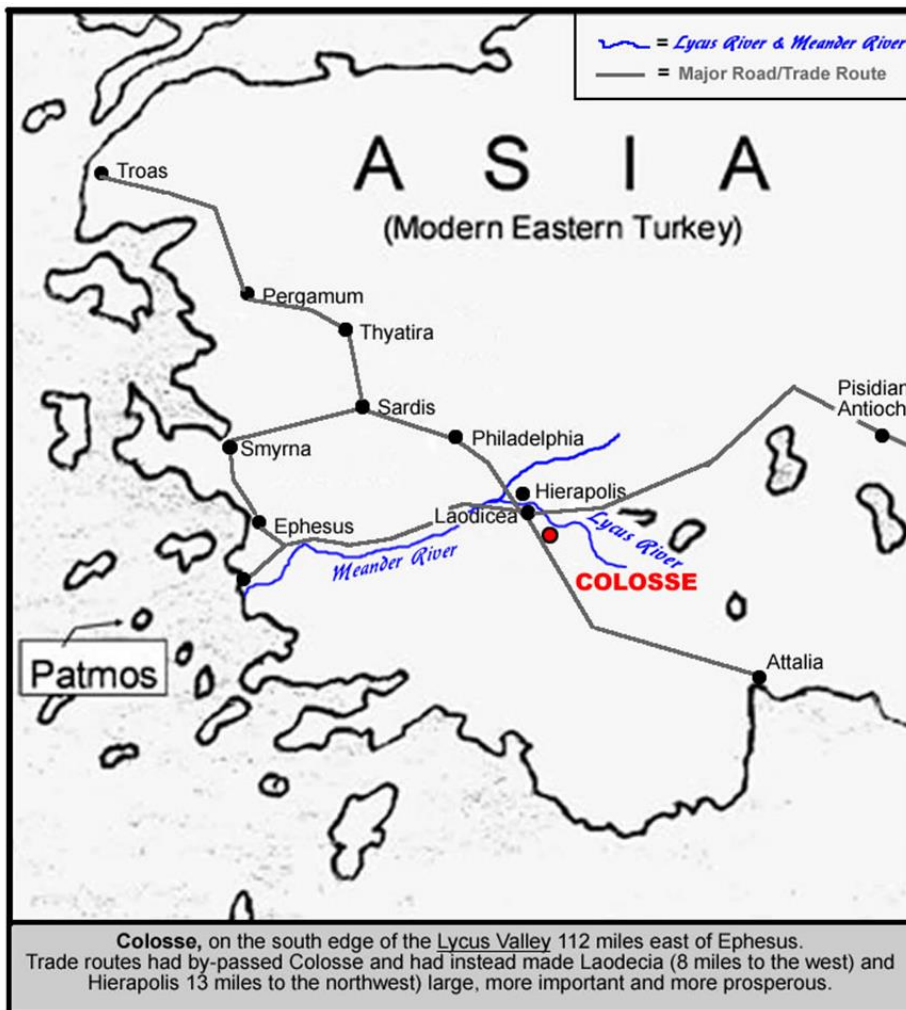 = Lycus River & Meander River
= Major Road/Trade Route
A S I A
(Modern Eastern Turkey)
Troas
Pergamum
Thyatira
Sardis
Pisidian
Antioch
Philadelphia
Smyrna
Hierapolis
Laodicea
Ephesus
Lycus River
Meander River
COLOSSE
Patmos
Attalia
Colosse, on the south edge of the Lycus Valley 112 miles east of Ephesus.
Trade routes had by-passed Colosse and had instead made Laodecia (8 miles to the west) and
Hierapolis 13 miles to the northwest) large, more important and more prosperous.